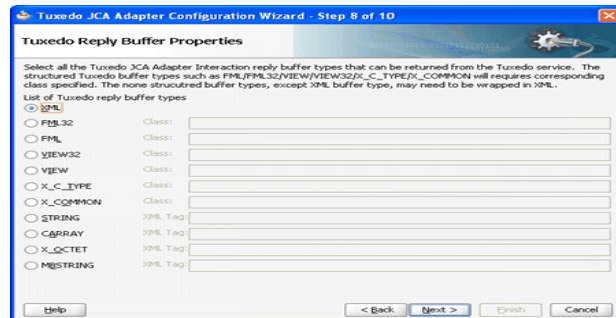 Tuxedo JCA Adapter Configuration Wizard - Step 8 of 10
Tuxedo Reply Buffer Properties
Select all the Tuxedo JCA Adapter Interaction reply buffer types that can be returned from the Tuxedo service. The
structured Tuxedo buffer types such as FML/FML32/VIEW/VIEW32/X_C_TYPE/X_COMMON will requires corresponding
class specified. The none strucutred buffer types, except XML buffer type, may need to be wrapped in XML.
List of Tuxedo reply buffer types
XML
FML32 Class:
FML Class:
VIEW32 Class:
VIEW Class:
X_C_TYPE Class:
X_COMMON Class:
STRING XML Tag:
CARRAY XML Tag:
X_OCTET XML Tag:
MBSTRING XML Tag:
Help < Back Next > Finish Cancel